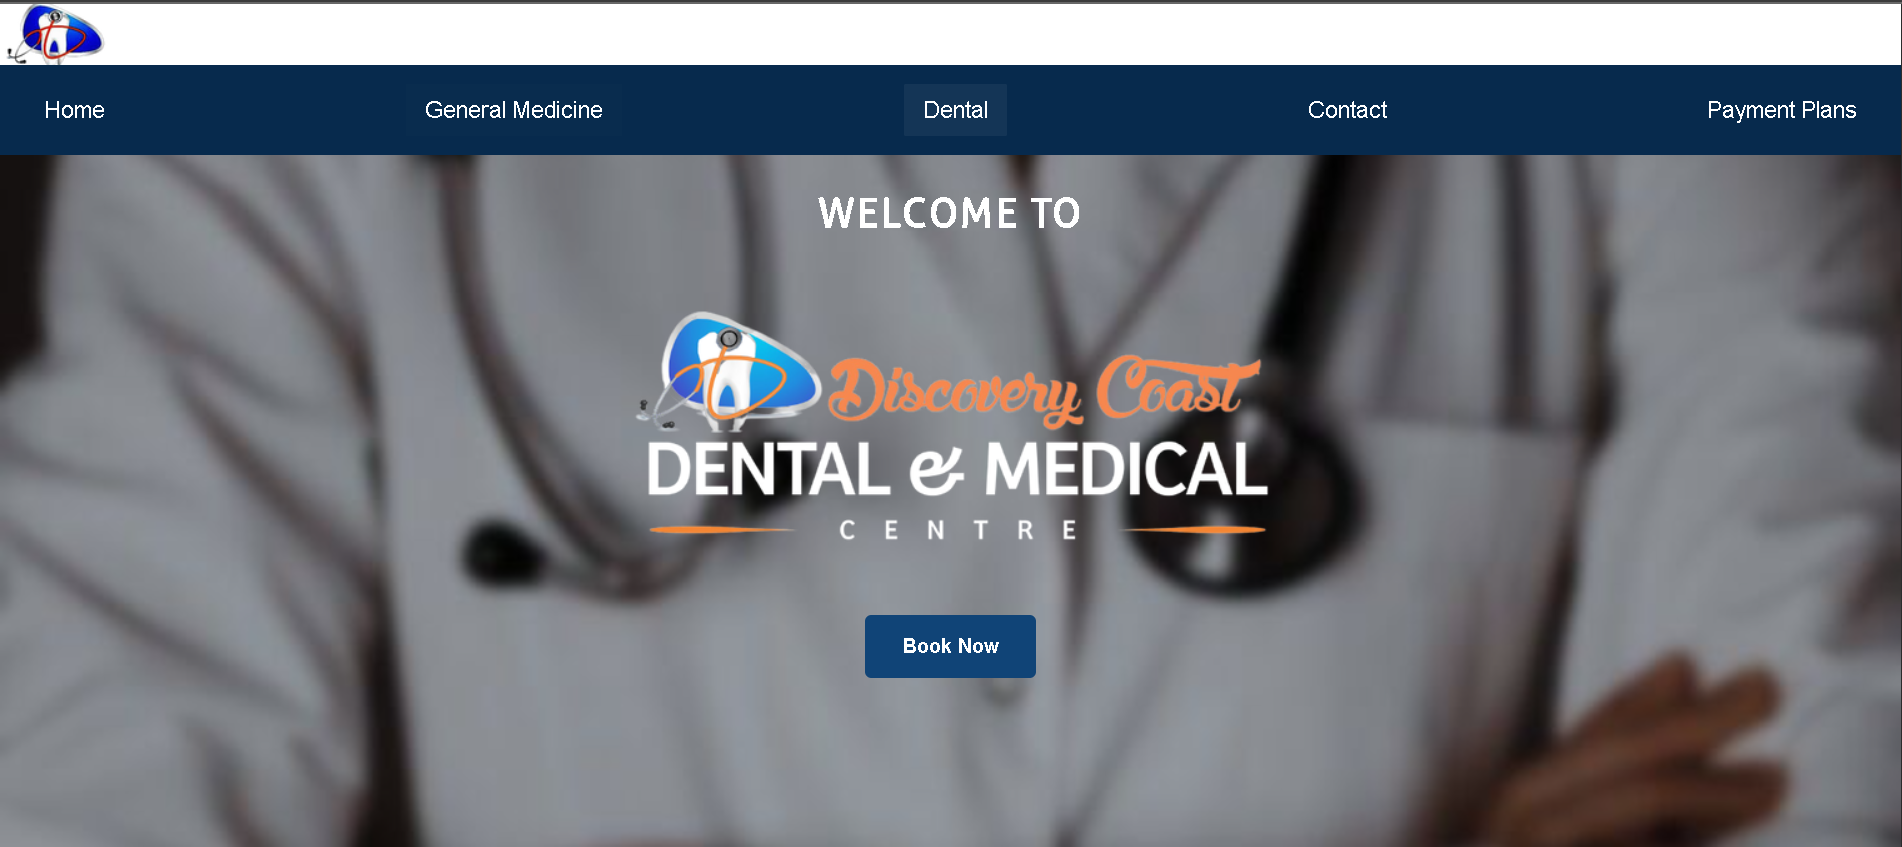 Home
General Medicine
Dental
Contact
Payment Plans
WELCOME TO
Discovery Coast
DENTAL & MEDICAL
CENTRE
Book Now